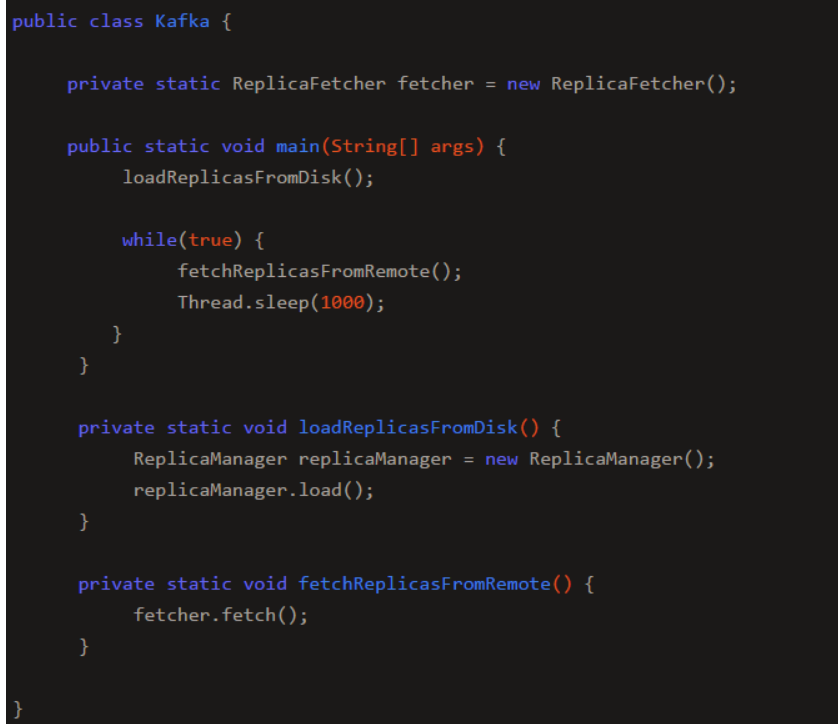 public class Kafka {
private static ReplicaFetcher fetcher = new ReplicaFetcher();
public static void main(String[] args) {
loadReplicasFromDisk();
while(true) {
fetchReplicasFromRemote();
Thread.sleep(1000);
}
}
private static void loadReplicasFromDisk() {
ReplicaManager replicaManager = new ReplicaManager();
replicaManager.load();
}
private static void fetchReplicasFromRemote() {
fetcher.fetch();
}
}